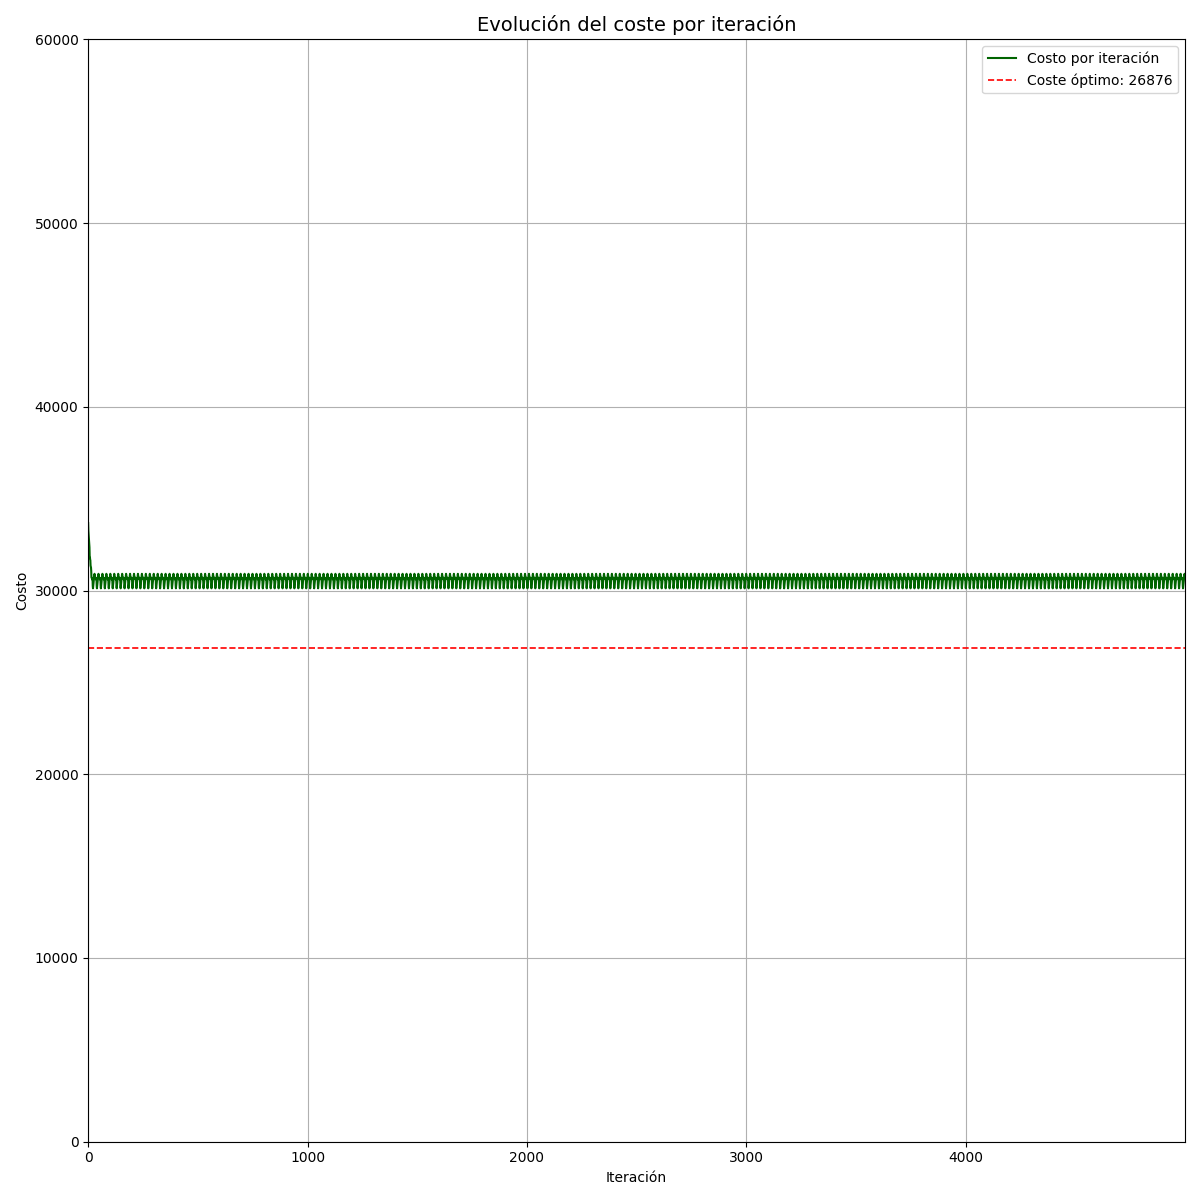 Evolución del coste por iteración
Costo por iteración
Coste óptimo: 26876
60000
50000
40000
30000
20000
10000
0
Costo
0 1000 2000 3000 4000
Iteración